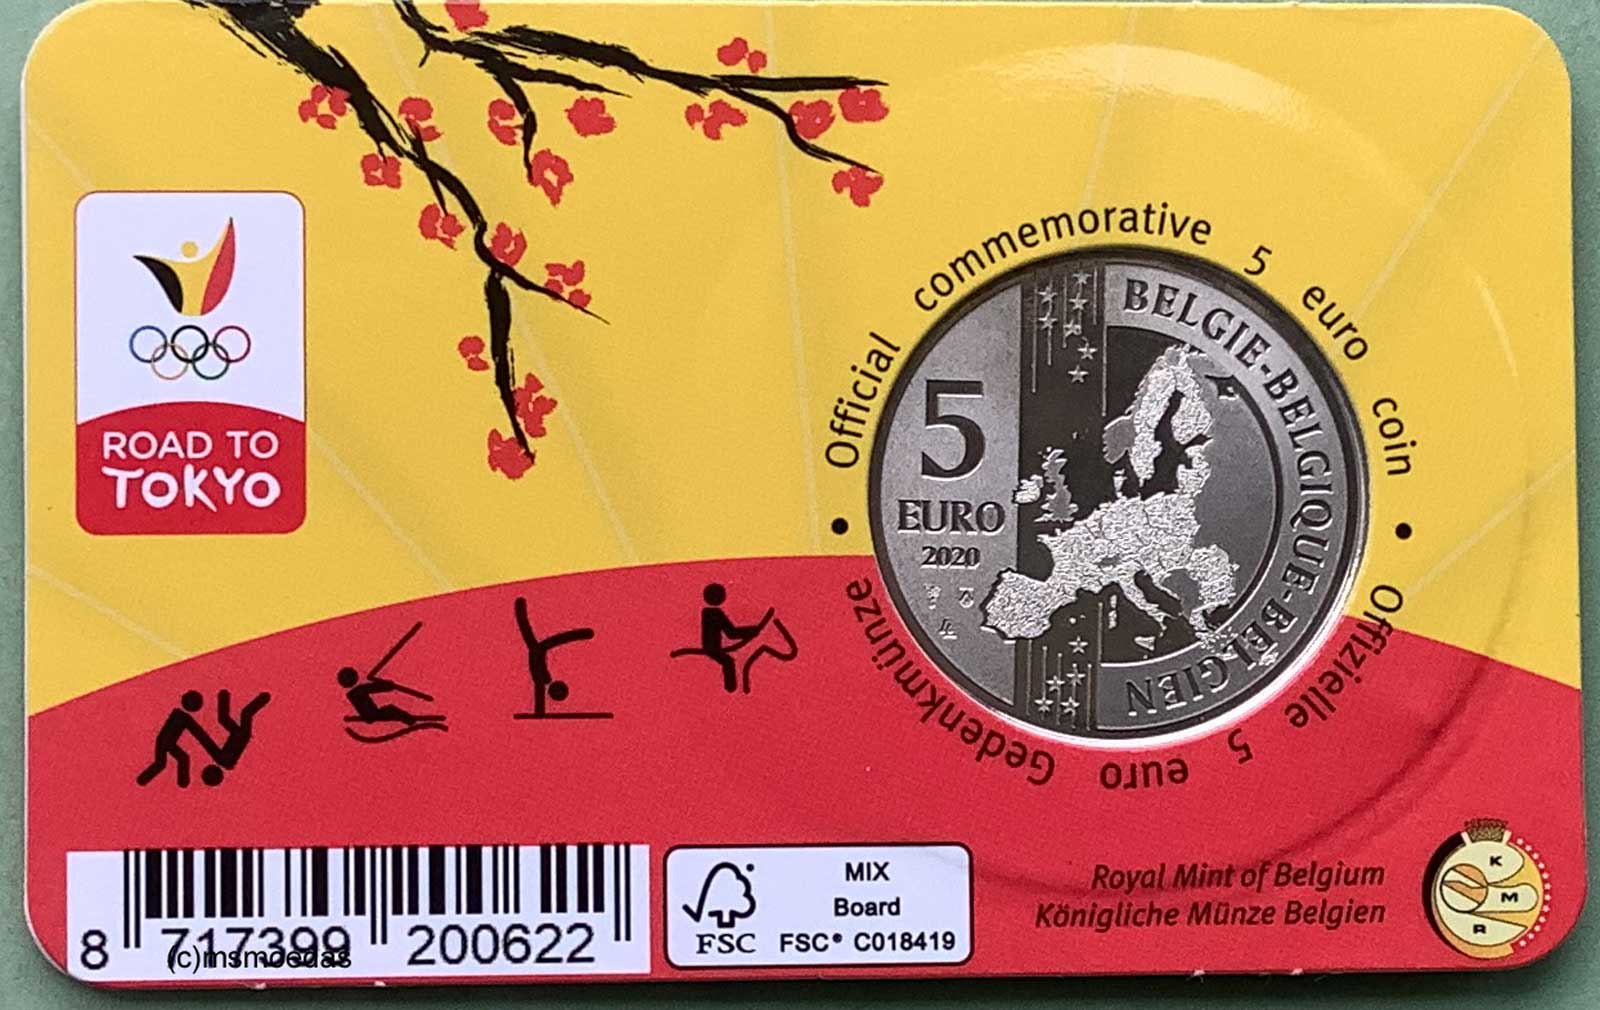 ROAD TO
TOKYO
Official commemorative 5 euro coin
Offizielle 5 euro Gedenkmünze
BELGIE-BELGIQUE-BELGIEN
5
EURO
2020
8 717399 200622
(c)msmoedas
FSC
MIX
Board
FSC® C018419
Royal Mint of Belgium
Königliche Münze Belgien
K
M
R